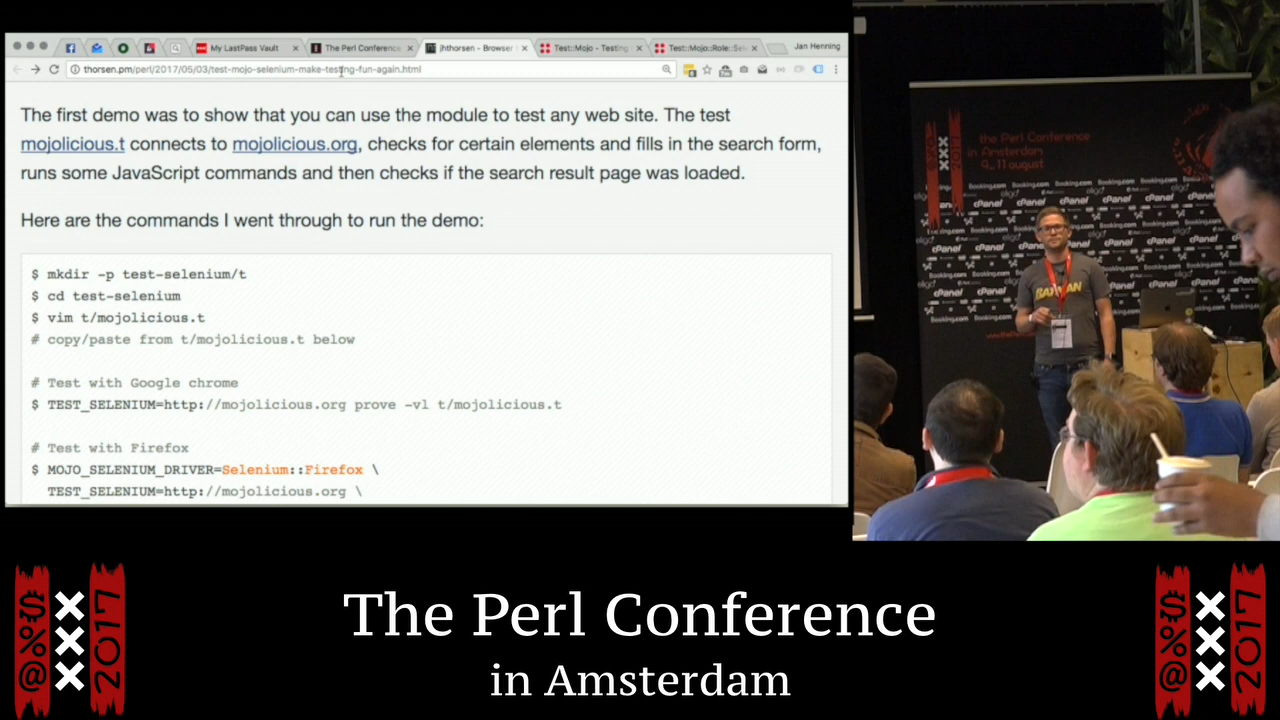 My LastPass Vault
The Perl Conference
jhthorsen - Browser
Test::Mojo - Testing
Test::Mojo::Role::Sel
Jan Henning
thorsen.pm/perl/2017/05/03/test-mojo-selenium-make-testing-fun-again.html
The first demo was to show that you can use the module to test any web site. The test
mojolicious.t connects to mojolicious.org, checks for certain elements and fills in the search form,
runs some JavaScript commands and then checks if the search result page was loaded.
Here are the commands I went through to run the demo:
$ mkdir -p test-selenium/t
$ cd test-selenium
$ vim t/mojolicious.t
# copy/paste from t/mojolicious.t below
# Test with Google chrome
$ TEST_SELENIUM=http://mojolicious.org prove -vl t/mojolicious.t
# Test with Firefox
$ MOJO_SELENIUM_DRIVER=Selenium::Firefox \
TEST_SELENIUM=http://mojolicious.org \
the Perl Conference
in Amsterdam
9-11 august
Booking.com
cPanel
$%@ XXX 2017
The Perl Conference
in Amsterdam
$%@ XXX 2017